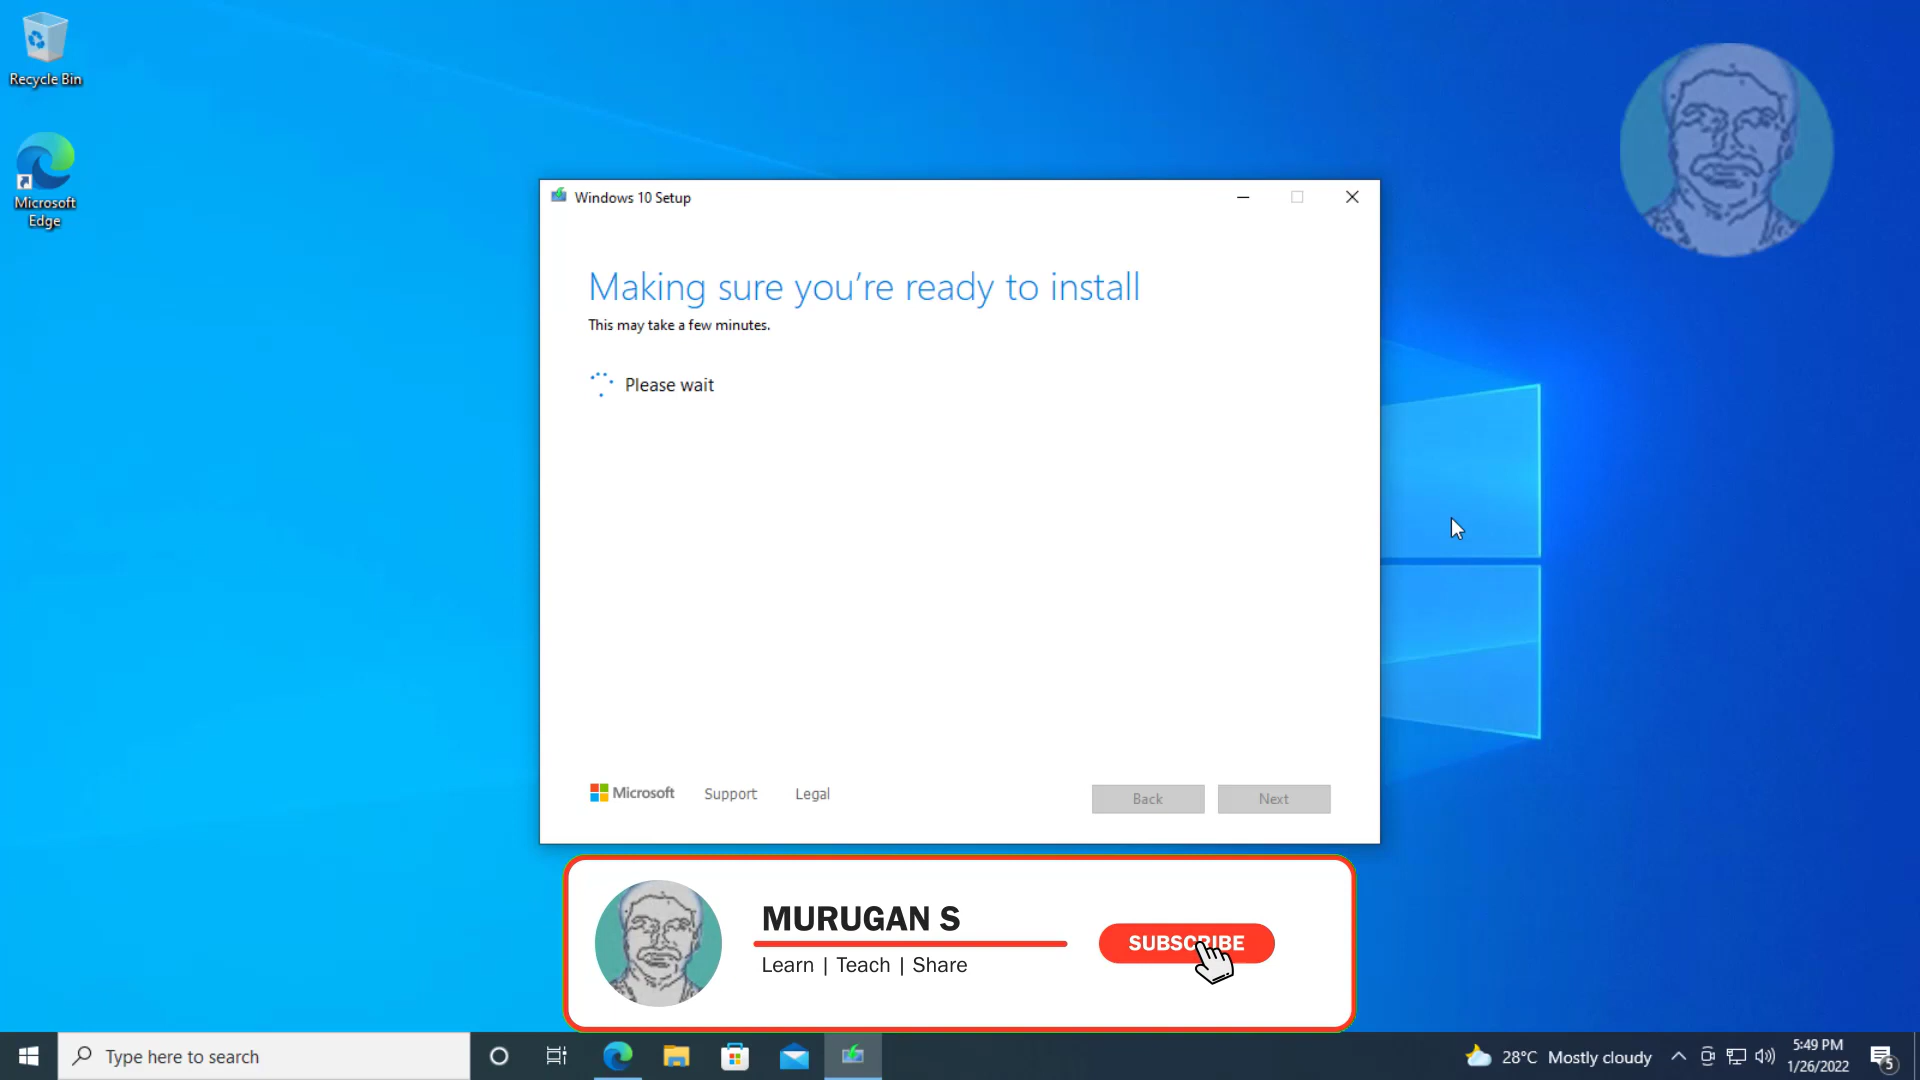 Recycle Bin
Microsoft
Edge
Windows 10 Setup
Making sure you're ready to install
This may take a few minutes.
Please wait
Microsoft
Support
Legal
Back
Next
MURUGAN S
Learn | Teach | Share
SUBSCRIBE
Type here to search
28°C Mostly cloudy
5:49 PM
1/26/2022
5